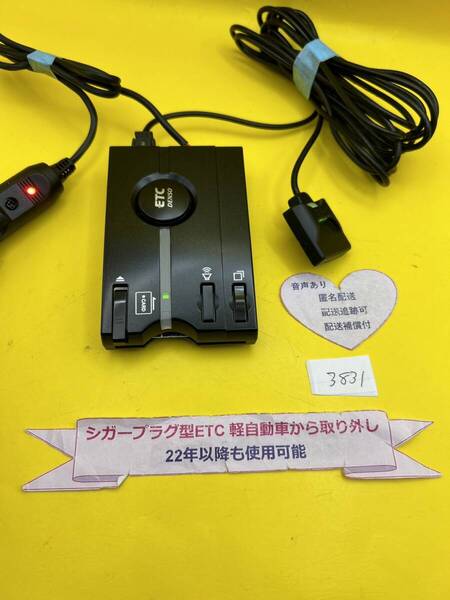 ETC
DENSO
CARD
音声あり
匿名配送
配送追跡可
配送補償付
3831
シガープラグ型ETC 軽自動車から取り外し
22年以降も使用可能